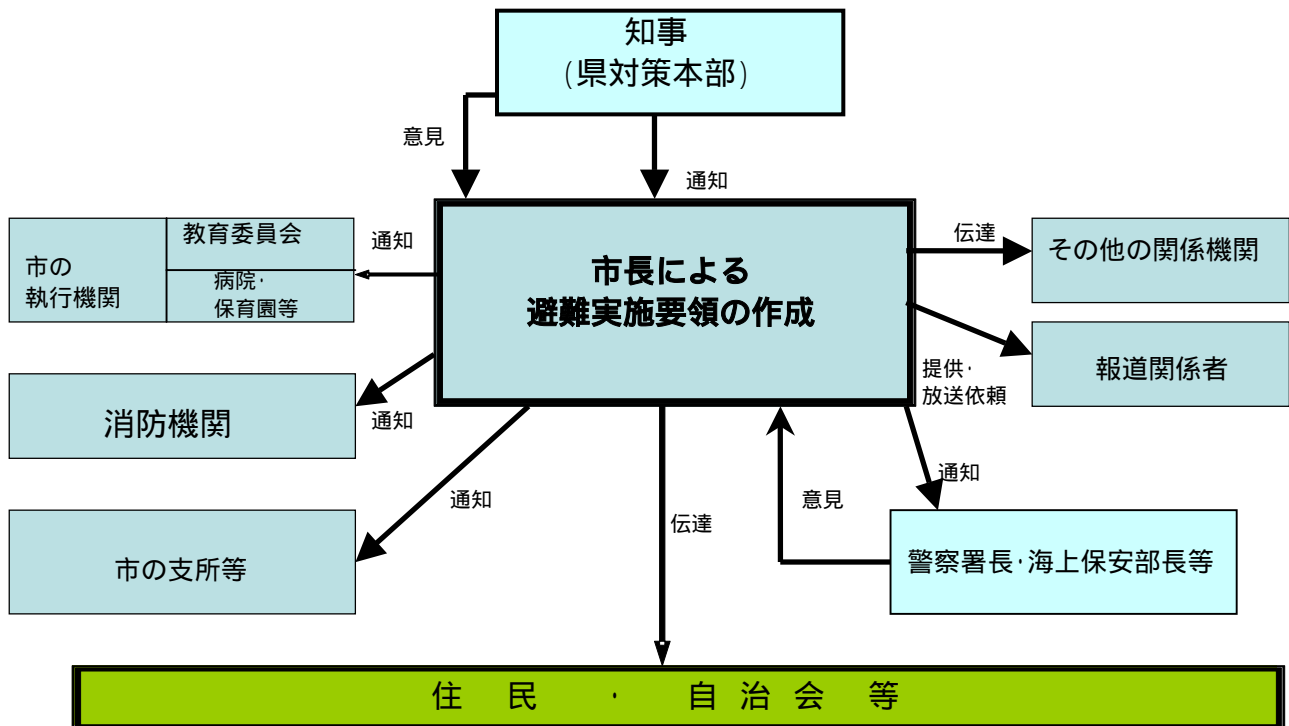 知事
(県対策本部)
意見
通知
市の
執行機関
教育委員会
病院・
保育園等
通知
市長による
避難実施要領の作成
伝達
その他の関係機関
消防機関
通知
提供・
放送依頼
報道関係者
市の支所等
通知
伝達
意見
通知
警察署長・海上保安部長等
住 民 ・ 自 治 会 等